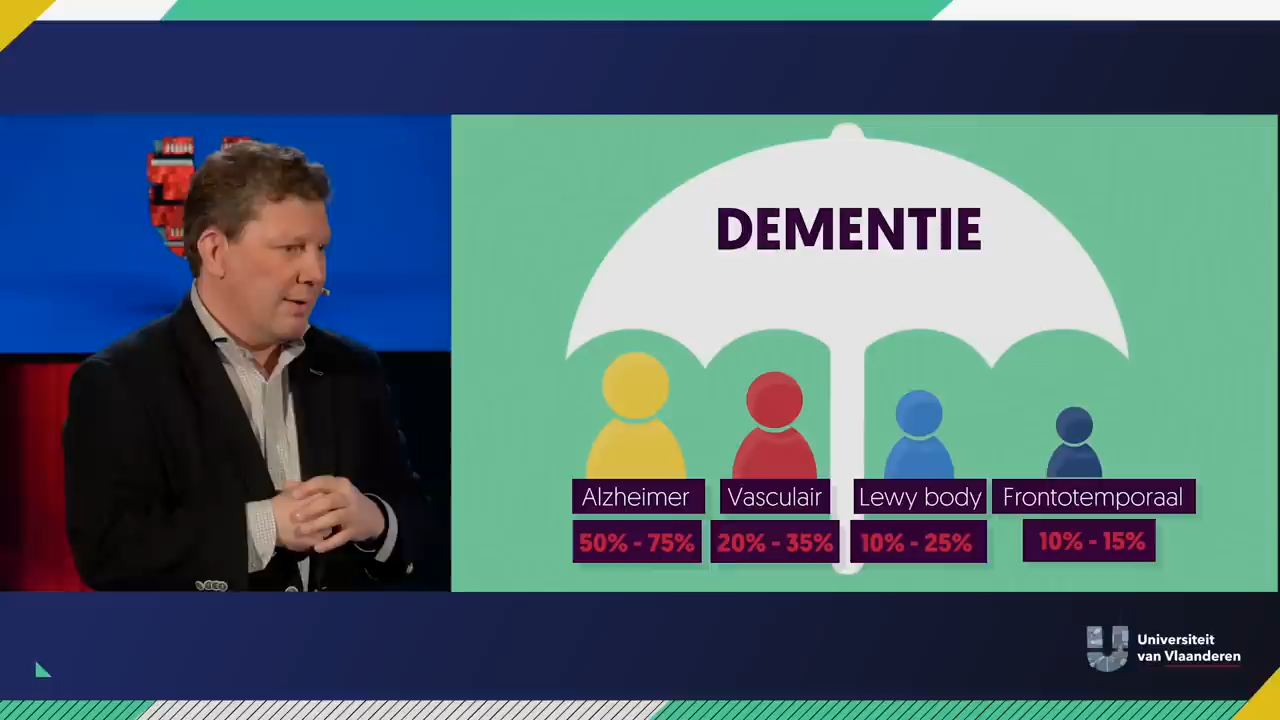 DEMENTIE
Alzheimer
Vasculair
Lewy body
Frontotemporaal
50% - 75%
20% - 35%
10% - 25%
10% - 15%
Universiteit
van Vlaanderen